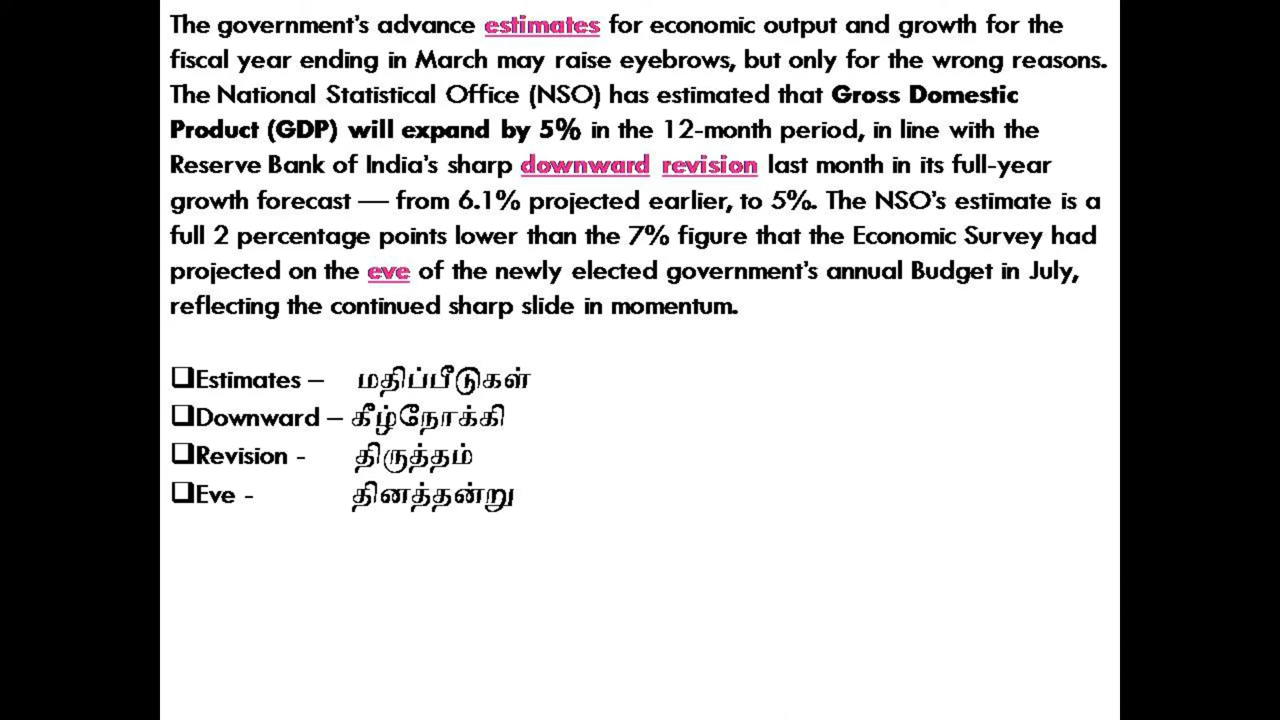 The government's advance estimates for economic output and growth for the
fiscal year ending in March may raise eyebrows, but only for the wrong reasons.
The National Statistical Office (NSO) has estimated that Gross Domestic
Product (GDP) will expand by 5% in the 12-month period, in line with the
Reserve Bank of India's sharp downward revision last month in its full-year
growth forecast — from 6.1% projected earlier, to 5%. The NSO's estimate is a
full 2 percentage points lower than the 7% figure that the Economic Survey had
projected on the eve of the newly elected government's annual Budget in July,
reflecting the continued sharp slide in momentum.
❑Estimates – மதிப்பீடுகள்
❑Downward – கீழ்நோக்கி
❑Revision - திருத்தம்
❑Eve - தினத்தன்று